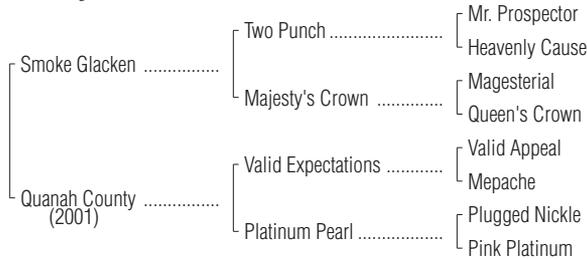 Mr. Prospector
Two Punch ......................
Heavenly Cause
Smoke Glacken ...............
Magesterial
Majesty's Crown .............
Queen's Crown
Valid Appeal
Valid Expectations ...........
Mepache
Quanah County ...............
(2001)
Plugged Nickle
Platinum Pearl .................
Pink Platinum